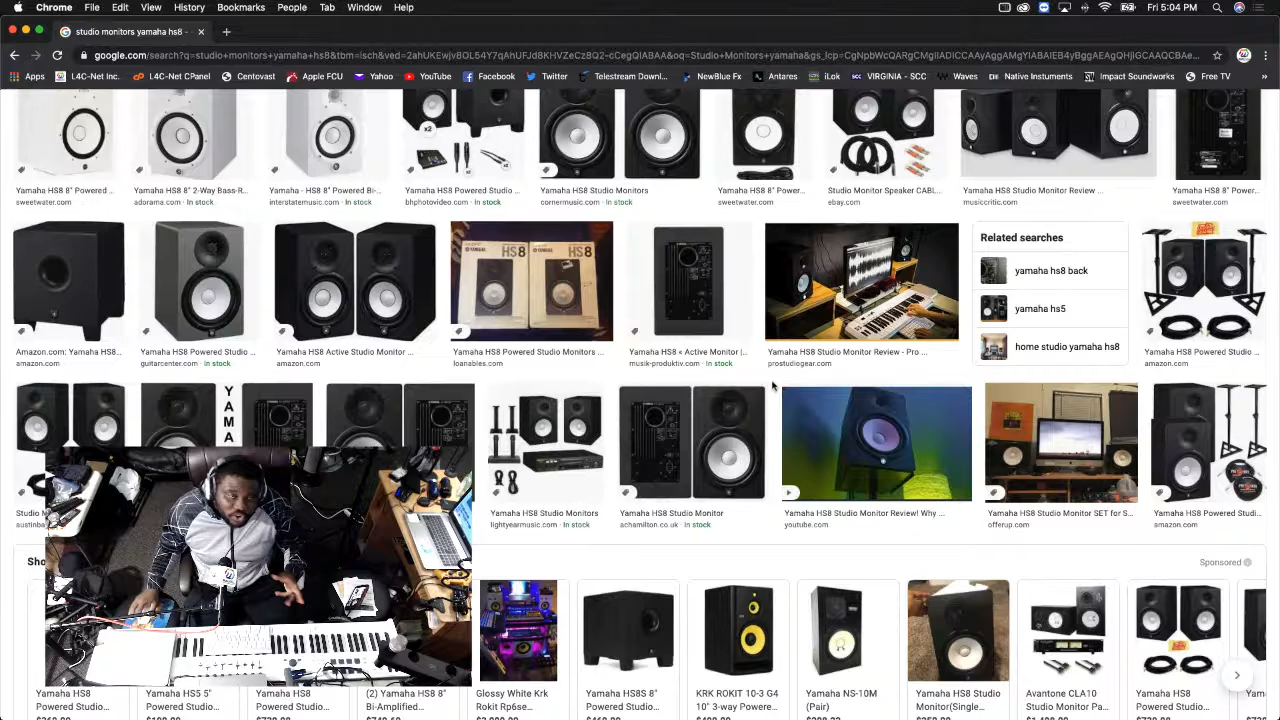 Chrome File Edit View History Bookmarks People Tab Window Help
Fri 5:04 PM
studio monitors yamaha hs8 -
google.com/search?q=studio+monitors+yamaha+hs8&tbm=isch&ved=
Apps L4C-Net Inc. L4C-Net CPanel Centovast Apple FCU Yahoo YouTube Facebook Twitter Telestream Downl... NewBlue Fx Antares iLok VIRGINIA - SCC Waves Native Instuments Impact Soundworks Free TV »
x2
Yamaha HS8 8" Powered ...
sweetwater.com
Yamaha HS8 8" 2-Way Bass-R...
adorama.com · In stock
Yamaha - HS8 8" Powered Bi-...
interstatemusic.com · In stock
Yamaha HS8 Powered Studio ...
bhphotovideo.com · In stock
Yamaha HS8 Studio Monitors
cornermusic.com · In stock
Yamaha HS8 8" Power...
sweetwater.com
Studio Monitor Speaker CABL...
ebay.com
Yamaha HS8 Studio Monitor Review ...
musiccritic.com
Yamaha HS8 8" Power...
sweetwater.com
HS8 HS8
Related searches
yamaha hs8 back
yamaha hs5
home studio yamaha hs8
Amazon.com: Yamaha HS8...
amazon.com
Yamaha HS8 Powered Studio ...
guitarcenter.com · In stock
Yamaha HS8 Active Studio Monitor ...
amazon.com
Yamaha HS8 Powered Studio Monitors ...
loanables.com
Yamaha HS8 « Active Monitor |...
musik-produktiv.com · In stock
Yamaha HS8 Studio Monitor Review - Pro ...
prostudiogear.com
Yamaha HS8 Powered Studio ...
amazon.com
Y
A
M
A
Studio M
austinba
Yamaha HS8 Studio Monitors
lightyearmusic.com · In stock
Yamaha HS8 Studio Monitor
achamilton.co.uk · In stock
Yamaha HS8 Studio Monitor Review! Why ...
youtube.com
Yamaha HS8 Studio Monitor SET for S...
offerup.com
Yamaha HS8 Powered Studi...
amazon.com
Sho
Sponsored
Yamaha HS8
Powered Studio...
Yamaha HS5 5"
Powered Studio...
Yamaha HS8
Powered Studio...
(2) Yamaha HS8 8"
Bi-Amplified
Glossy White Krk
Rokit Rp6se...
Yamaha HS8S 8"
Powered Studio...
KRK ROKIT 10-3 G4
10" 3-way Powere...
Yamaha NS-10M
(Pair)
Yamaha HS8 Studio
Monitor(Single...
Avantone CLA10
Studio Monitor Pa...
Yamaha HS8
Powered Studio...
Yam
Powe